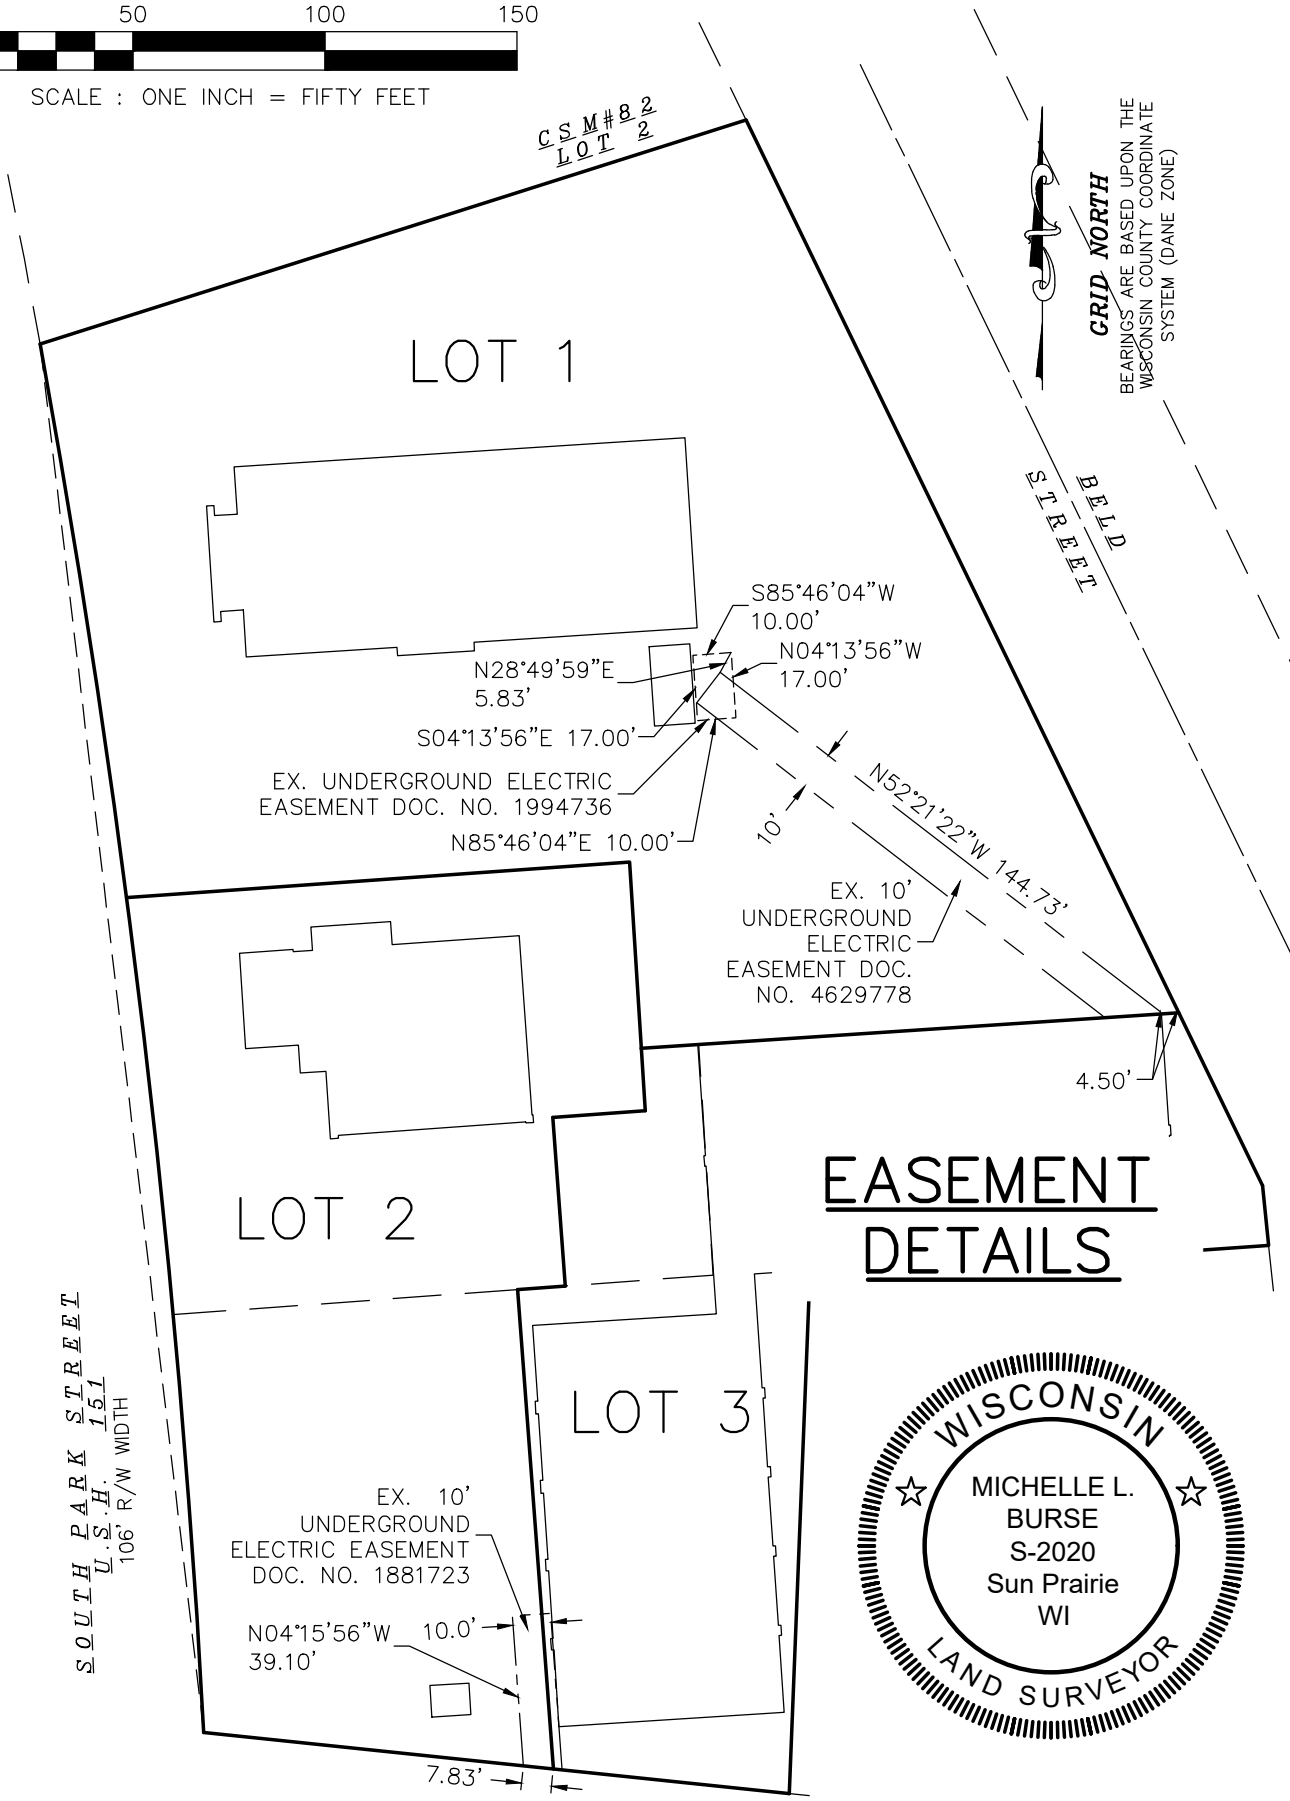 50 100 150
SCALE : ONE INCH = FIFTY FEET
CSM#82
LOT 2
GRID NORTH
BEARINGS ARE BASED UPON THE
WISCONSIN COUNTY COORDINATE
SYSTEM (DANE ZONE)
LOT 1
BELD
STREET
S85°46'04"W
10.00'
N04°13'56"W
17.00'
N28°49'59"E
5.83'
S04°13'56"E 17.00'
EX. UNDERGROUND ELECTRIC
EASEMENT DOC. NO. 1994736
N85°46'04"E 10.00'
10'
N52°21'22"W 144.73'
EX. 10'
UNDERGROUND
ELECTRIC
EASEMENT DOC.
NO. 4629778
4.50'
EASEMENT
DETAILS
LOT 2
LOT 3
SOUTH PARK STREET
U.S.H. 151
106' R/W WIDTH
EX. 10'
UNDERGROUND
ELECTRIC EASEMENT
DOC. NO. 1881723
N04°15'56"W
39.10'
10.0'
7.83'
WISCONSIN
MICHELLE L.
BURSE
S-2020
Sun Prairie
WI
LAND SURVEYOR